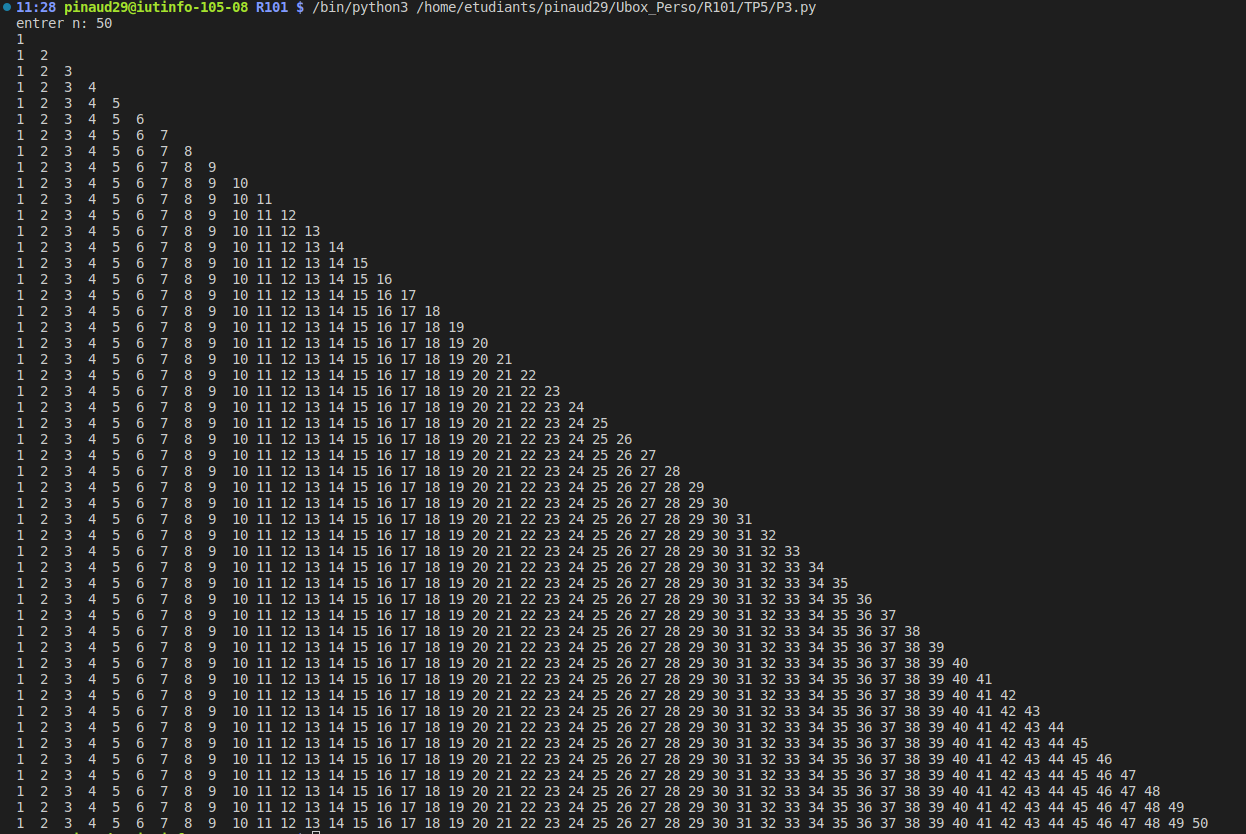 11:28 pinaud29@iutinfo-105-08 R101 $ /bin/python3 /home/etudiants/pinaud29/Ubox_Perso/R101/TP5/P3.py
entrer n: 50
1
1  2
1  2  3
1  2  3  4
1  2  3  4  5
1  2  3  4  5  6
1  2  3  4  5  6  7
1  2  3  4  5  6  7  8
1  2  3  4  5  6  7  8  9
1  2  3  4  5  6  7  8  9  10
1  2  3  4  5  6  7  8  9  10 11
1  2  3  4  5  6  7  8  9  10 11 12
1  2  3  4  5  6  7  8  9  10 11 12 13
1  2  3  4  5  6  7  8  9  10 11 12 13 14
1  2  3  4  5  6  7  8  9  10 11 12 13 14 15
1  2  3  4  5  6  7  8  9  10 11 12 13 14 15 16
1  2  3  4  5  6  7  8  9  10 11 12 13 14 15 16 17
1  2  3  4  5  6  7  8  9  10 11 12 13 14 15 16 17 18
1  2  3  4  5  6  7  8  9  10 11 12 13 14 15 16 17 18 19
1  2  3  4  5  6  7  8  9  10 11 12 13 14 15 16 17 18 19 20
1  2  3  4  5  6  7  8  9  10 11 12 13 14 15 16 17 18 19 20 21
1  2  3  4  5  6  7  8  9  10 11 12 13 14 15 16 17 18 19 20 21 22
1  2  3  4  5  6  7  8  9  10 11 12 13 14 15 16 17 18 19 20 21 22 23
1  2  3  4  5  6  7  8  9  10 11 12 13 14 15 16 17 18 19 20 21 22 23 24
1  2  3  4  5  6  7  8  9  10 11 12 13 14 15 16 17 18 19 20 21 22 23 24 25
1  2  3  4  5  6  7  8  9  10 11 12 13 14 15 16 17 18 19 20 21 22 23 24 25 26
1  2  3  4  5  6  7  8  9  10 11 12 13 14 15 16 17 18 19 20 21 22 23 24 25 26 27
1  2  3  4  5  6  7  8  9  10 11 12 13 14 15 16 17 18 19 20 21 22 23 24 25 26 27 28
1  2  3  4  5  6  7  8  9  10 11 12 13 14 15 16 17 18 19 20 21 22 23 24 25 26 27 28 29
1  2  3  4  5  6  7  8  9  10 11 12 13 14 15 16 17 18 19 20 21 22 23 24 25 26 27 28 29 30
1  2  3  4  5  6  7  8  9  10 11 12 13 14 15 16 17 18 19 20 21 22 23 24 25 26 27 28 29 30 31
1  2  3  4  5  6  7  8  9  10 11 12 13 14 15 16 17 18 19 20 21 22 23 24 25 26 27 28 29 30 31 32
1  2  3  4  5  6  7  8  9  10 11 12 13 14 15 16 17 18 19 20 21 22 23 24 25 26 27 28 29 30 31 32 33
1  2  3  4  5  6  7  8  9  10 11 12 13 14 15 16 17 18 19 20 21 22 23 24 25 26 27 28 29 30 31 32 33 34
1  2  3  4  5  6  7  8  9  10 11 12 13 14 15 16 17 18 19 20 21 22 23 24 25 26 27 28 29 30 31 32 33 34 35
1  2  3  4  5  6  7  8  9  10 11 12 13 14 15 16 17 18 19 20 21 22 23 24 25 26 27 28 29 30 31 32 33 34 35 36
1  2  3  4  5  6  7  8  9  10 11 12 13 14 15 16 17 18 19 20 21 22 23 24 25 26 27 28 29 30 31 32 33 34 35 36 37
1  2  3  4  5  6  7  8  9  10 11 12 13 14 15 16 17 18 19 20 21 22 23 24 25 26 27 28 29 30 31 32 33 34 35 36 37 38
1  2  3  4  5  6  7  8  9  10 11 12 13 14 15 16 17 18 19 20 21 22 23 24 25 26 27 28 29 30 31 32 33 34 35 36 37 38 39
1  2  3  4  5  6  7  8  9  10 11 12 13 14 15 16 17 18 19 20 21 22 23 24 25 26 27 28 29 30 31 32 33 34 35 36 37 38 39 40
1  2  3  4  5  6  7  8  9  10 11 12 13 14 15 16 17 18 19 20 21 22 23 24 25 26 27 28 29 30 31 32 33 34 35 36 37 38 39 40 41
1  2  3  4  5  6  7  8  9  10 11 12 13 14 15 16 17 18 19 20 21 22 23 24 25 26 27 28 29 30 31 32 33 34 35 36 37 38 39 40 41 42
1  2  3  4  5  6  7  8  9  10 11 12 13 14 15 16 17 18 19 20 21 22 23 24 25 26 27 28 29 30 31 32 33 34 35 36 37 38 39 40 41 42 43
1  2  3  4  5  6  7  8  9  10 11 12 13 14 15 16 17 18 19 20 21 22 23 24 25 26 27 28 29 30 31 32 33 34 35 36 37 38 39 40 41 42 43 44
1  2  3  4  5  6  7  8  9  10 11 12 13 14 15 16 17 18 19 20 21 22 23 24 25 26 27 28 29 30 31 32 33 34 35 36 37 38 39 40 41 42 43 44 45
1  2  3  4  5  6  7  8  9  10 11 12 13 14 15 16 17 18 19 20 21 22 23 24 25 26 27 28 29 30 31 32 33 34 35 36 37 38 39 40 41 42 43 44 45 46
1  2  3  4  5  6  7  8  9  10 11 12 13 14 15 16 17 18 19 20 21 22 23 24 25 26 27 28 29 30 31 32 33 34 35 36 37 38 39 40 41 42 43 44 45 46 47
1  2  3  4  5  6  7  8  9  10 11 12 13 14 15 16 17 18 19 20 21 22 23 24 25 26 27 28 29 30 31 32 33 34 35 36 37 38 39 40 41 42 43 44 45 46 47 48
1  2  3  4  5  6  7  8  9  10 11 12 13 14 15 16 17 18 19 20 21 22 23 24 25 26 27 28 29 30 31 32 33 34 35 36 37 38 39 40 41 42 43 44 45 46 47 48 49
1  2  3  4  5  6  7  8  9  10 11 12 13 14 15 16 17 18 19 20 21 22 23 24 25 26 27 28 29 30 31 32 33 34 35 36 37 38 39 40 41 42 43 44 45 46 47 48 49 50